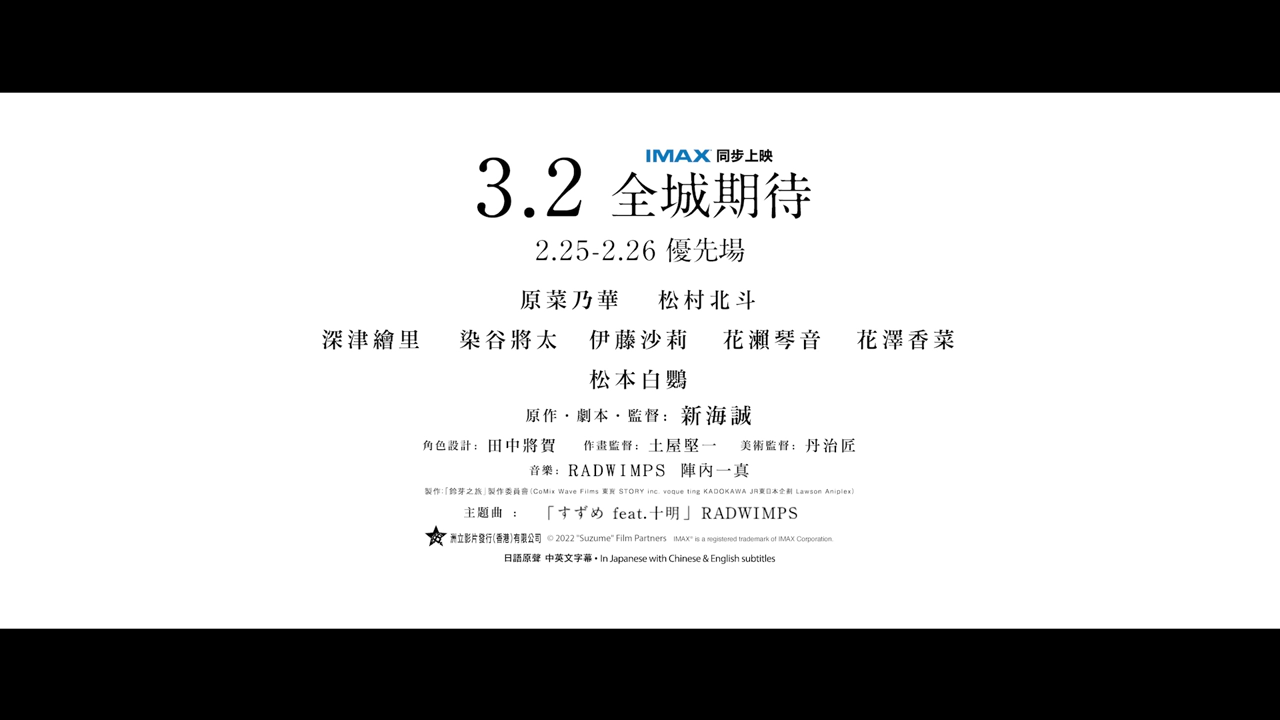 IMAX 同步上映
3.2 全城期待
2.25-2.26 優先場
原菜乃華 松村北斗
深津繪里 染谷將太 伊藤沙莉 花瀨琴音 花澤香菜
松本白鸚
原作・劇本・監督: 新海誠
角色設計: 田中將賀 作畫監督: 土屋堅一 美術監督: 丹治匠
音樂: RADWIMPS 陣內一真
製作:「鈴芽之旅」製作委員會(CoMix Wave Films 東寶 STORY inc. voque ting KADOKAWA JR東日本企劃 Lawson Aniplex)
主題曲 : 「すずめ feat.十明」RADWIMPS
洲立影片發行(香港)有限公司 © 2022 "Suzume" Film Partners IMAX® is a registered trademark of IMAX Corporation.
日語原聲 中英文字幕 • In Japanese with Chinese & English subtitles